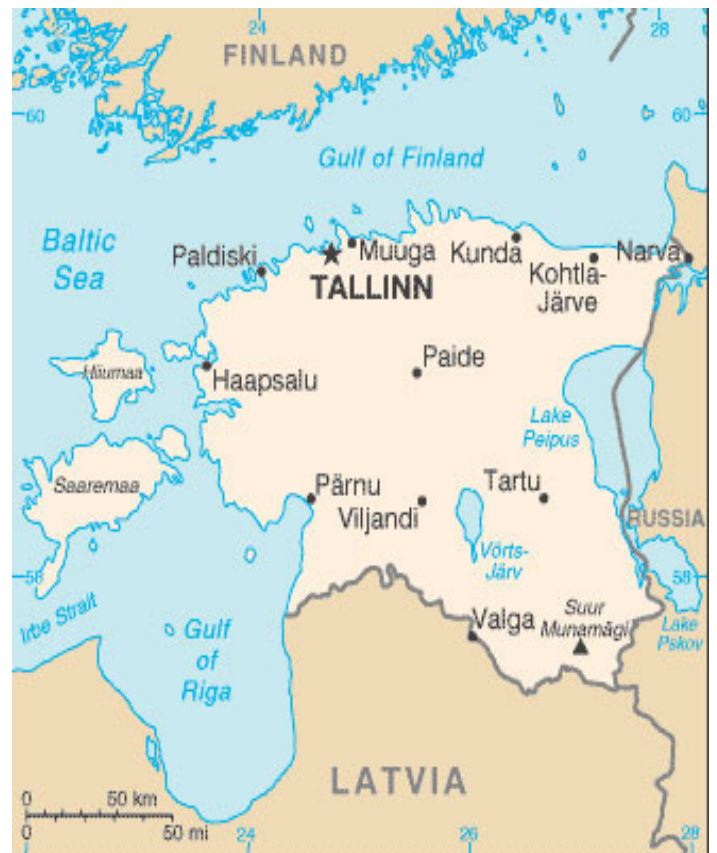 22
24
28
FINLAND
60
60
Gulf of Finland
Baltic
Sea
Paldiski
Muuga
Kunda
Narva
TALLINN
Kohtla-
Järve
Hiiumaa
Haapsalu
Paide
Lake
Peipus
Saaremaa
Pärnu
Viljandi
Tartu
RUSSIA
Võrts-
Järv
58
58
Irbe Strait
Gulf
of
Riga
Valga
Suur
Munamägi
Lake
Pskov
LATVIA
0 50 km
0 50 mi
24
26
28